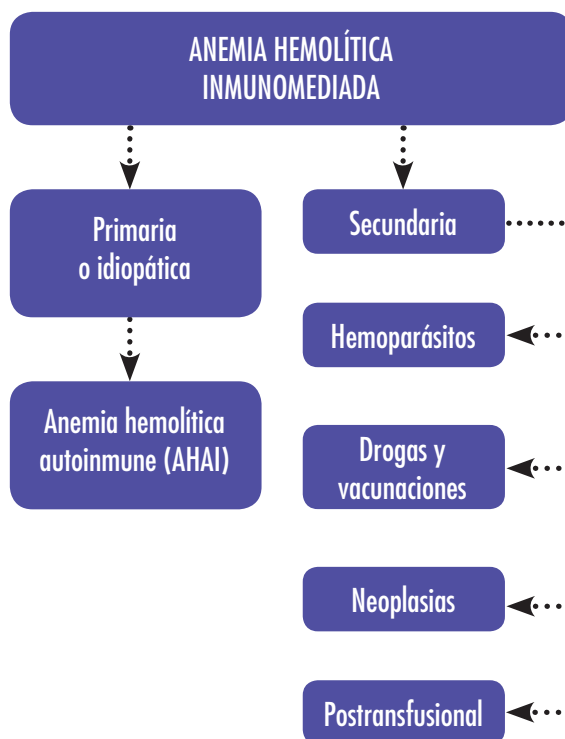 ANEMIA HEMOLÍTICA
INMUNOMEDIADA
Primaria
o idiopática
Anemia hemolítica
autoinmune (AHAI)
Secundaria
Hemoparásitos
Drogas y
vacunaciones
Neoplasias
Postransfusional